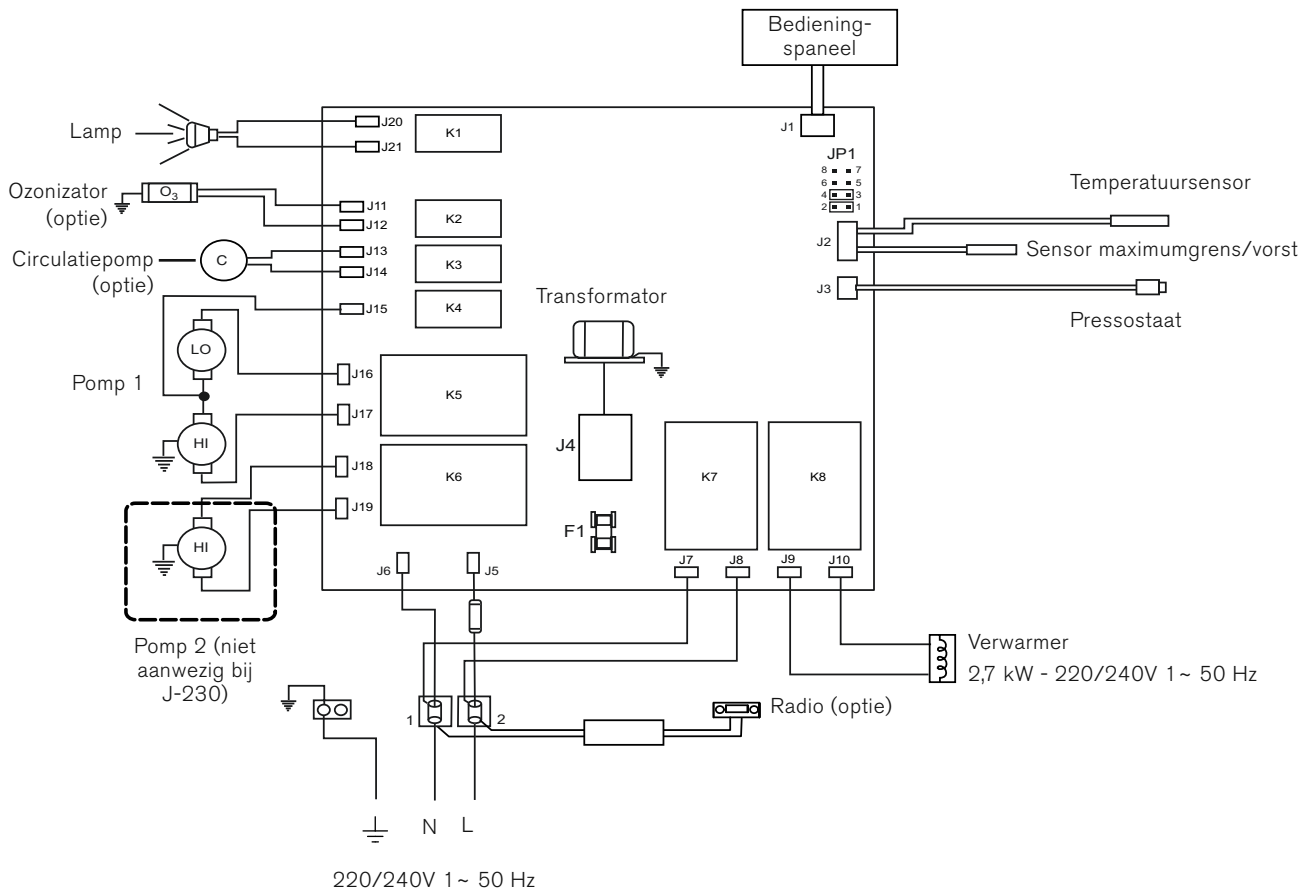 Bediening-
spaneel
Lamp
J20
J21
K1
J1
JP1
8 7
6 5
4 3
2 1
Ozonizator
(optie)
O3
J11
J12
K2
Temperatuursensor
J2
Sensor maximumgrens/vorst
Circulatiepomp
(optie)
C
J13
J14
K3
J3
Pressostaat
J15
K4
Transformator
Pomp 1
LO
HI
J16
J17
K5
J4
K7
K8
J18
J19
K6
F1
HI
J6
J5
J7
J8
J9
J10
Pomp 2 (niet
aanwezig bij
J-230)
Verwarmer
2,7 kW - 220/240V 1~ 50 Hz
1
2
Radio (optie)
N
L
220/240V 1~ 50 Hz